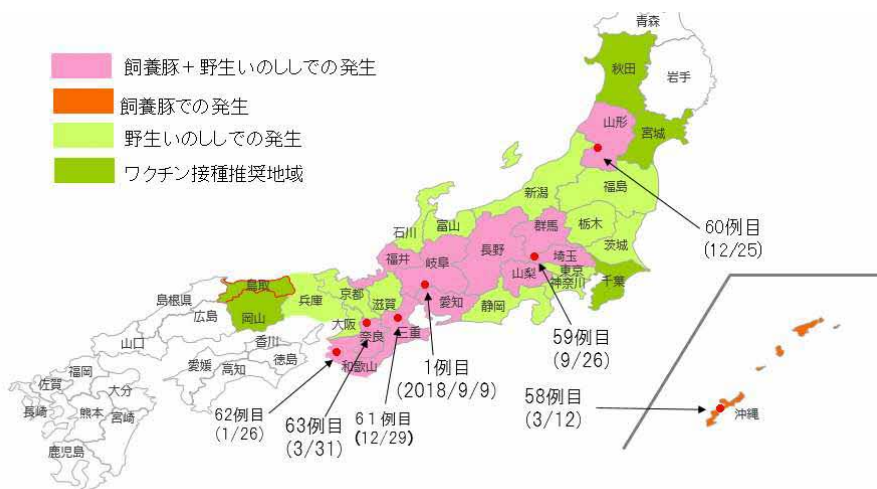 飼養豚+野生いのししでの発生
飼養豚での発生
野生いのししでの発生
ワクチン接種推奨地域
青森
秋田
岩手
山形
宮城
新潟
福島
60例目
(12/25)
石川
富山
群馬
栃木
福井
岐阜
長野
埼玉
茨城
山梨
東京
神奈川
千葉
鳥取
島根県
兵庫
京都
滋賀
愛知
静岡
広島
岡山
大阪
奈良
三重
山口
香川
和歌山
愛媛
高知
徳島
福岡
佐賀
大分
長崎
熊本
宮崎
鹿児島
59例目
(9/26)
1例目
(2018/9/9)
62例目
(1/26)
63例目
(3/31)
61例目
(12/29)
58例目
(3/12)
沖縄